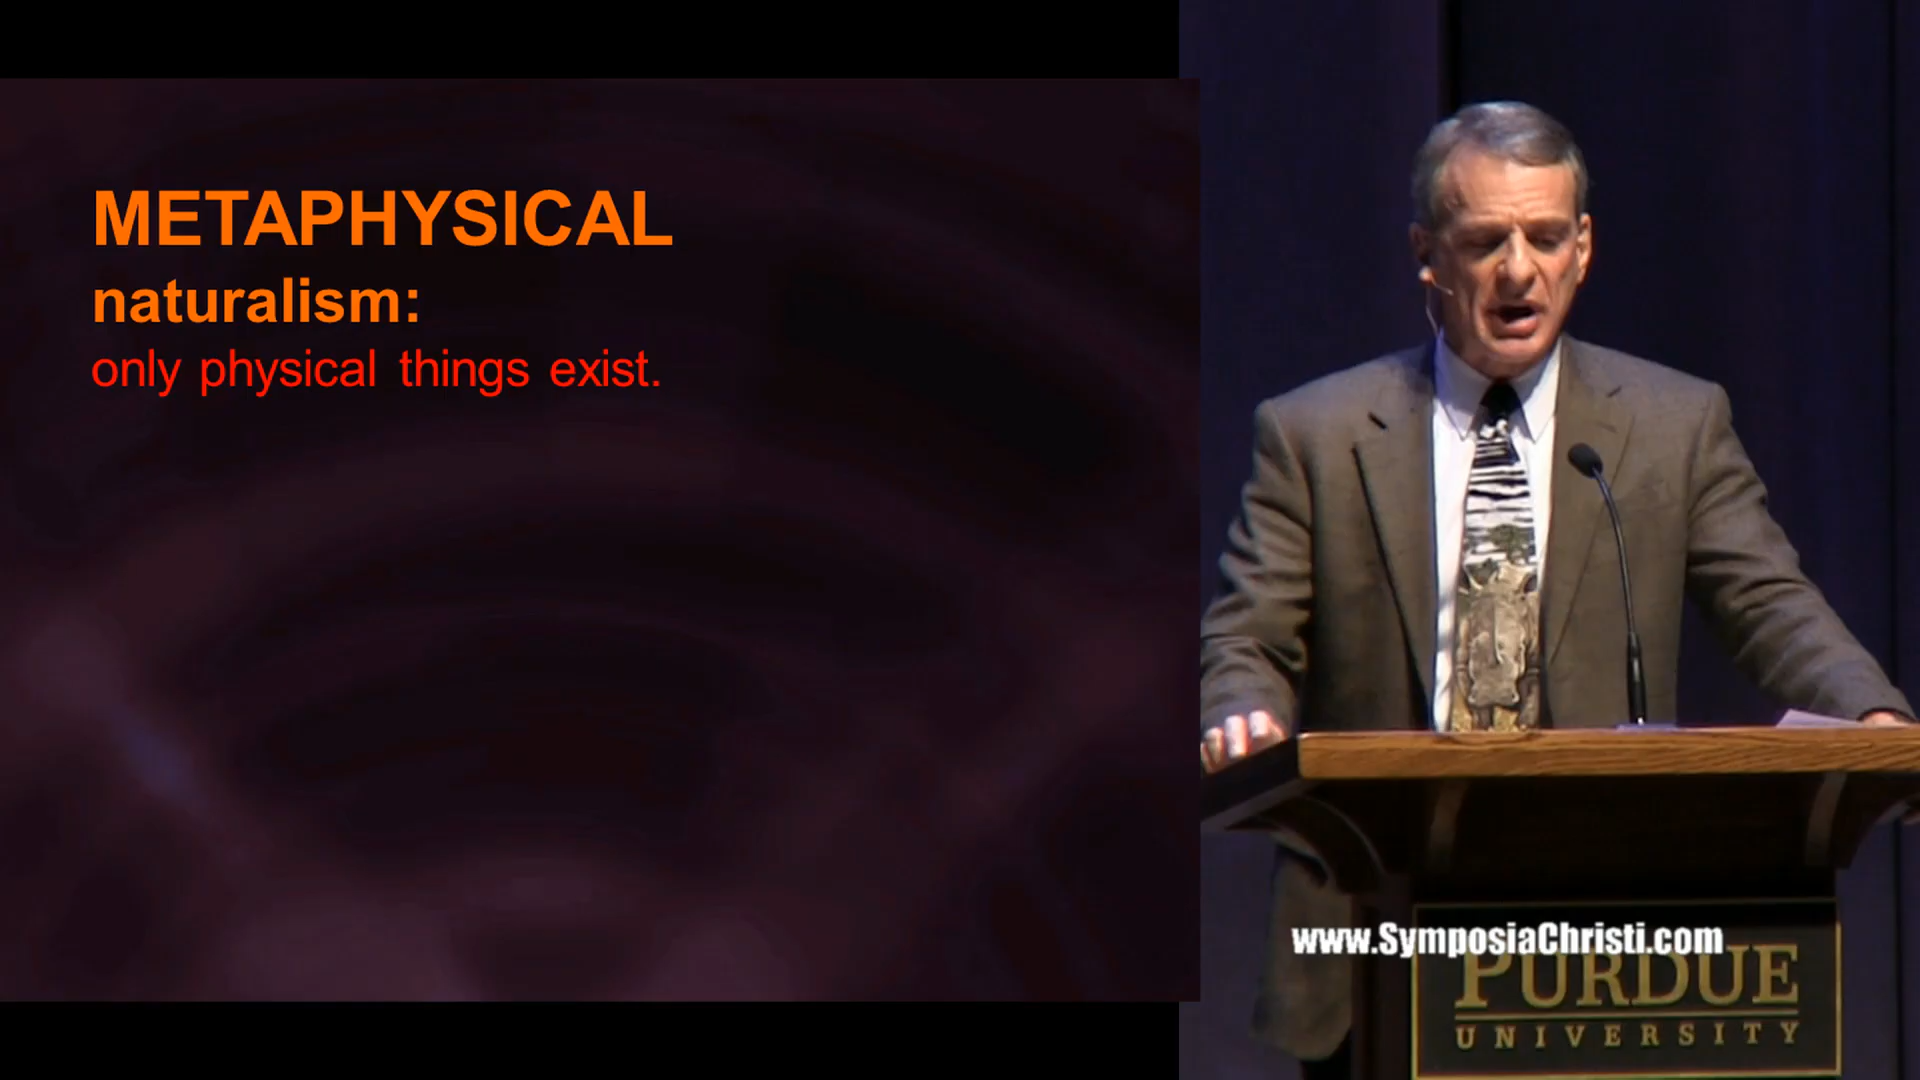 METAPHYSICAL
naturalism:
only physical things exist.
www.SymposiaChristi.com
PURDUE
UNIVERSITY